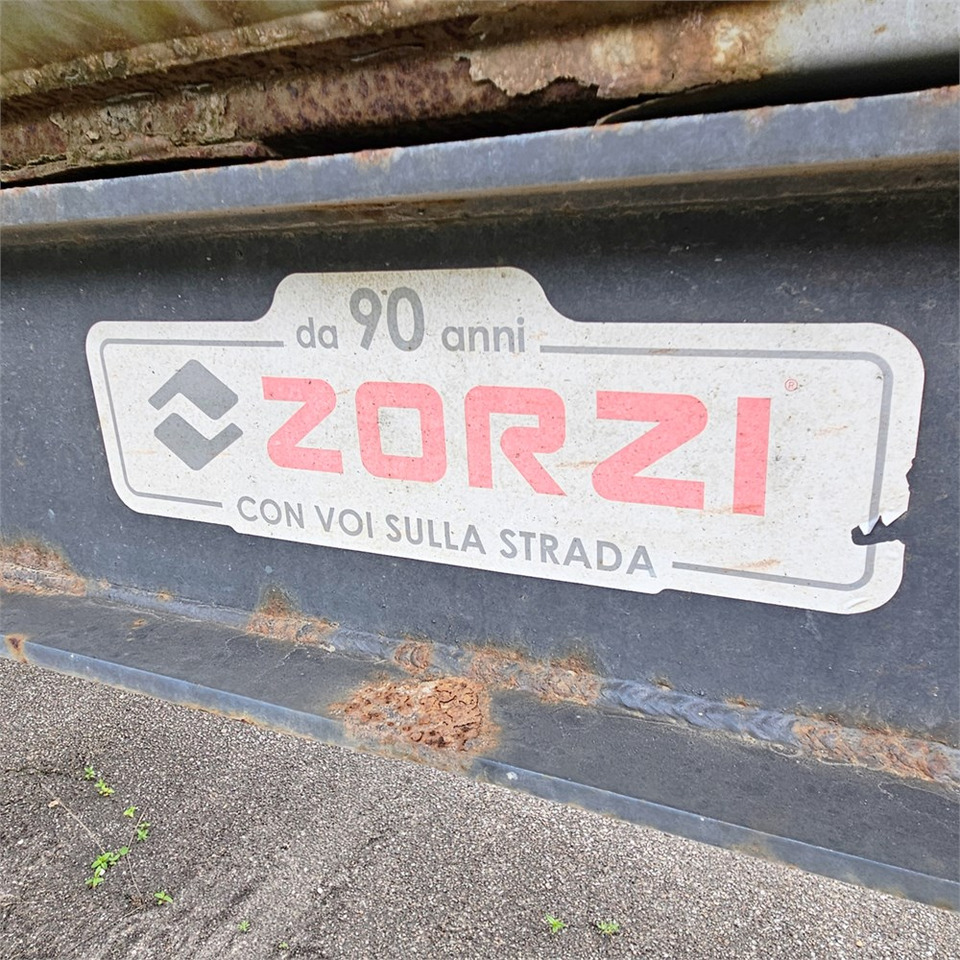 da 90 anni
ZORZI®
CON VOI SULLA STRADA